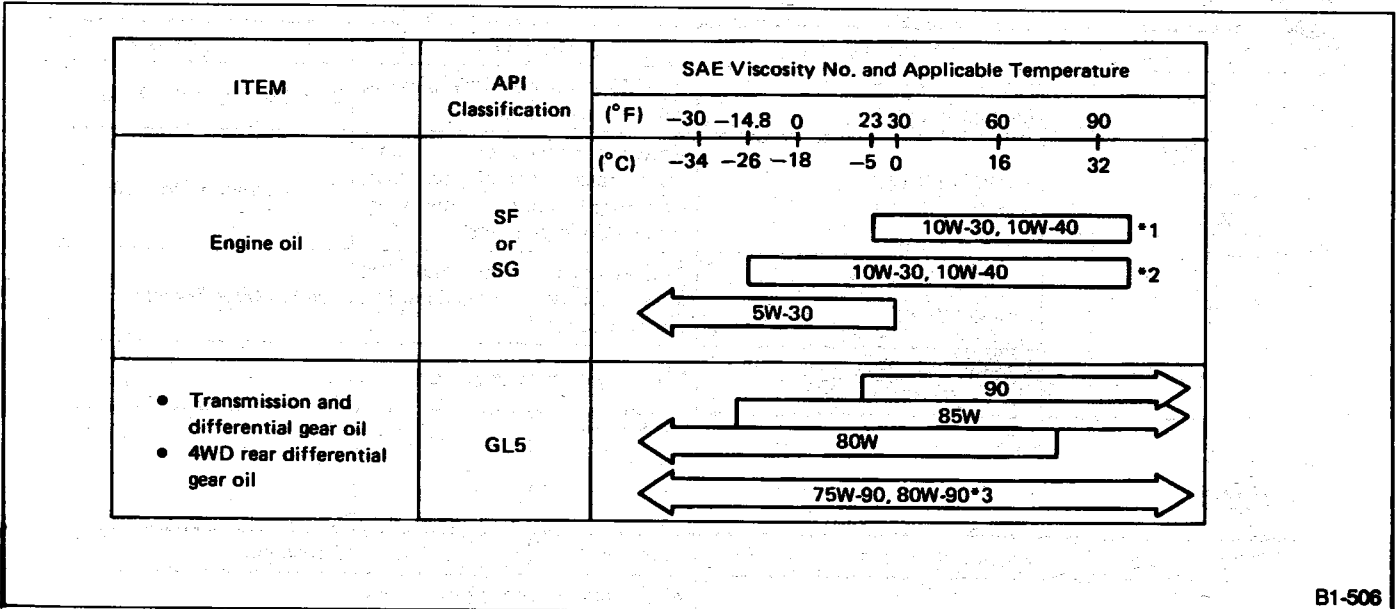 ITEM
API
Classification
SAE Viscosity No. and Applicable Temperature
(°F) −30 −14.8 0 23 30 60 90
(°C) −34 −26 −18 −5 0 16 32
Engine oil
SF
or
SG
10W-30, 10W-40 *1
10W-30, 10W-40 *2
5W-30
• Transmission and
differential gear oil
• 4WD rear differential
gear oil
GL5
90
85W
80W
75W-90, 80W-90*3
B1-506